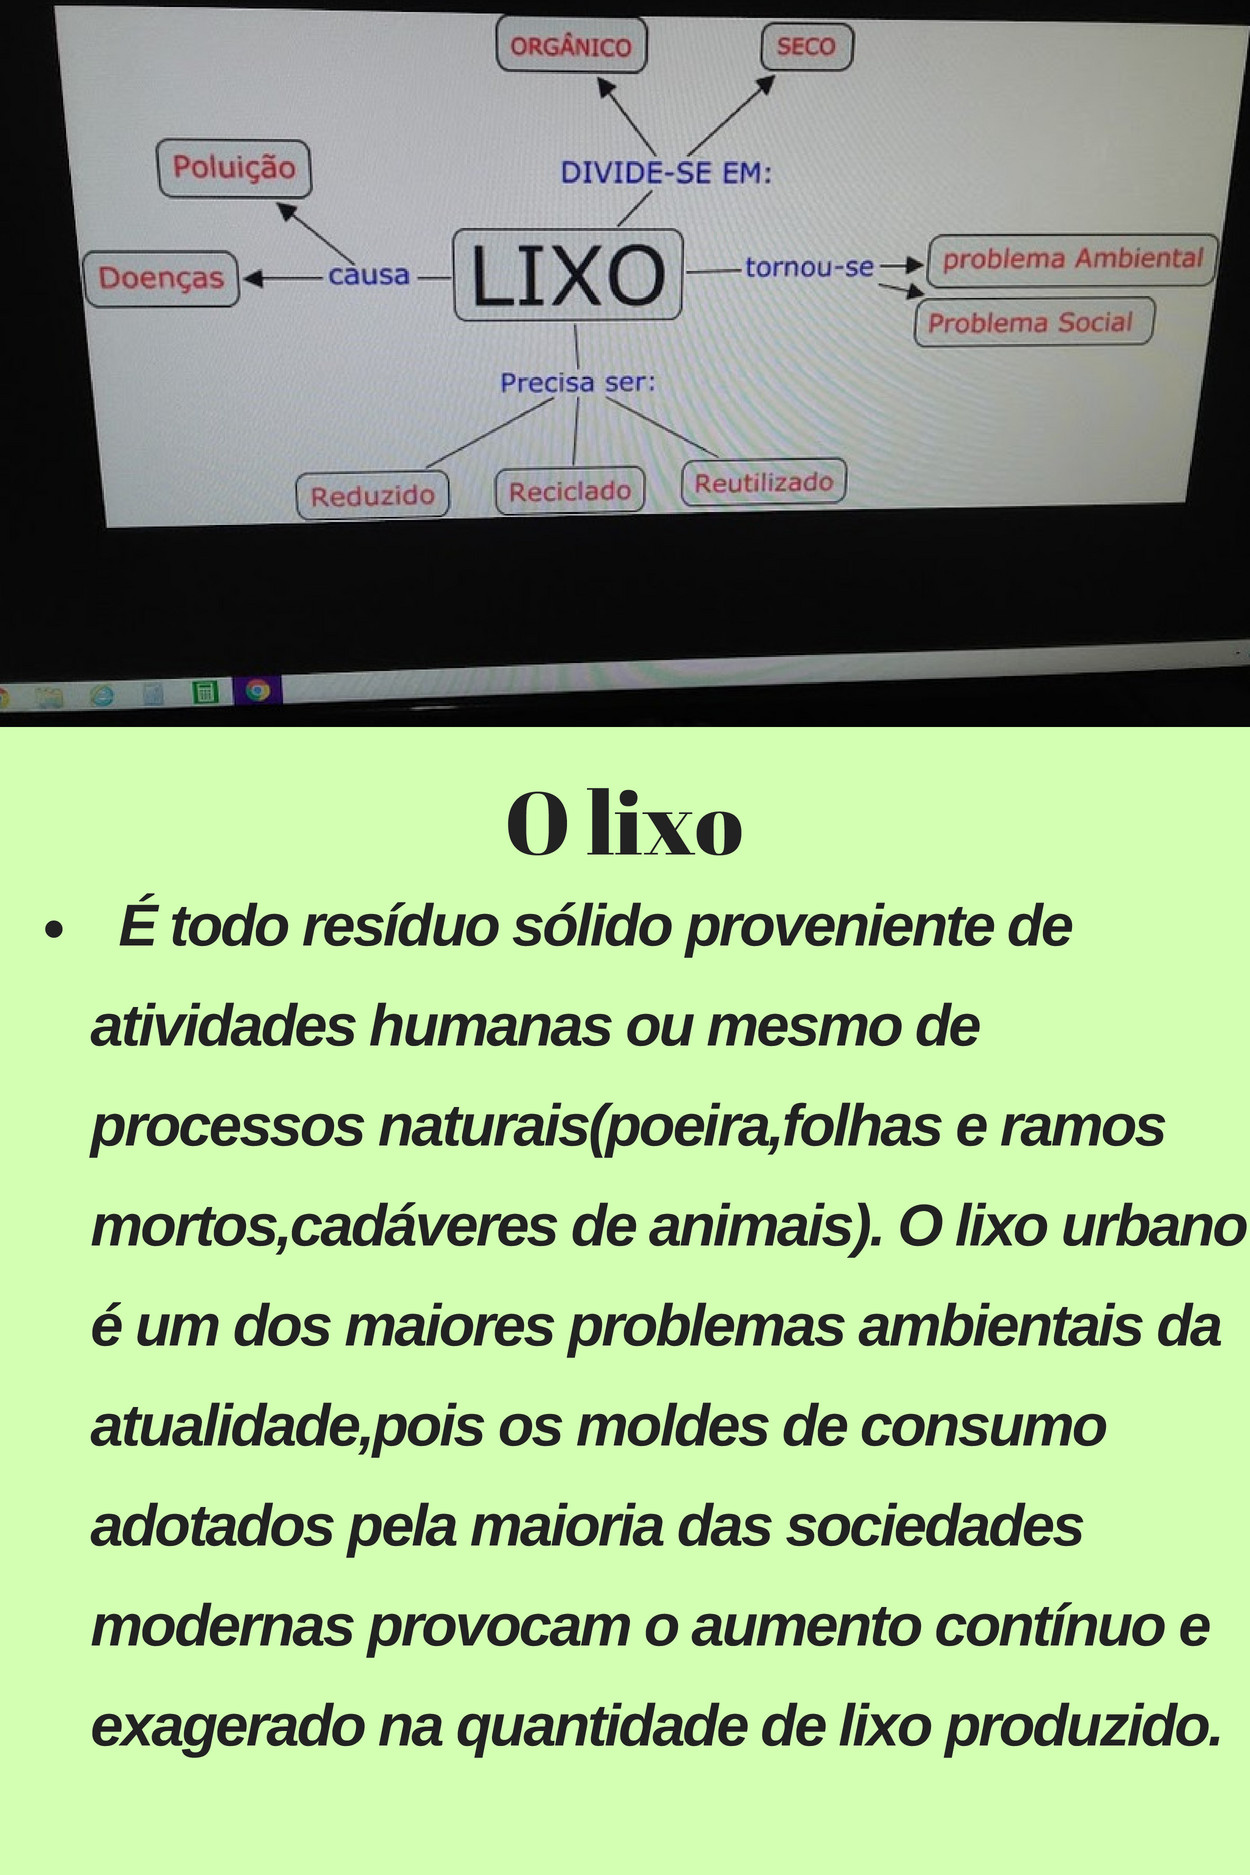 ORGÂNICO
SECO
DIVIDE-SE EM:
Poluição
Doenças
causa
LIXO
tornou-se
problema Ambiental
Problema Social
Precisa ser:
Reduzido
Reciclado
Reutilizado
O lixo
• É todo resíduo sólido proveniente de
atividades humanas ou mesmo de
processos naturais(poeira,folhas e ramos
mortos,cadáveres de animais). O lixo urbano
é um dos maiores problemas ambientais da
atualidade,pois os moldes de consumo
adotados pela maioria das sociedades
modernas provocam o aumento contínuo e
exagerado na quantidade de lixo produzido.